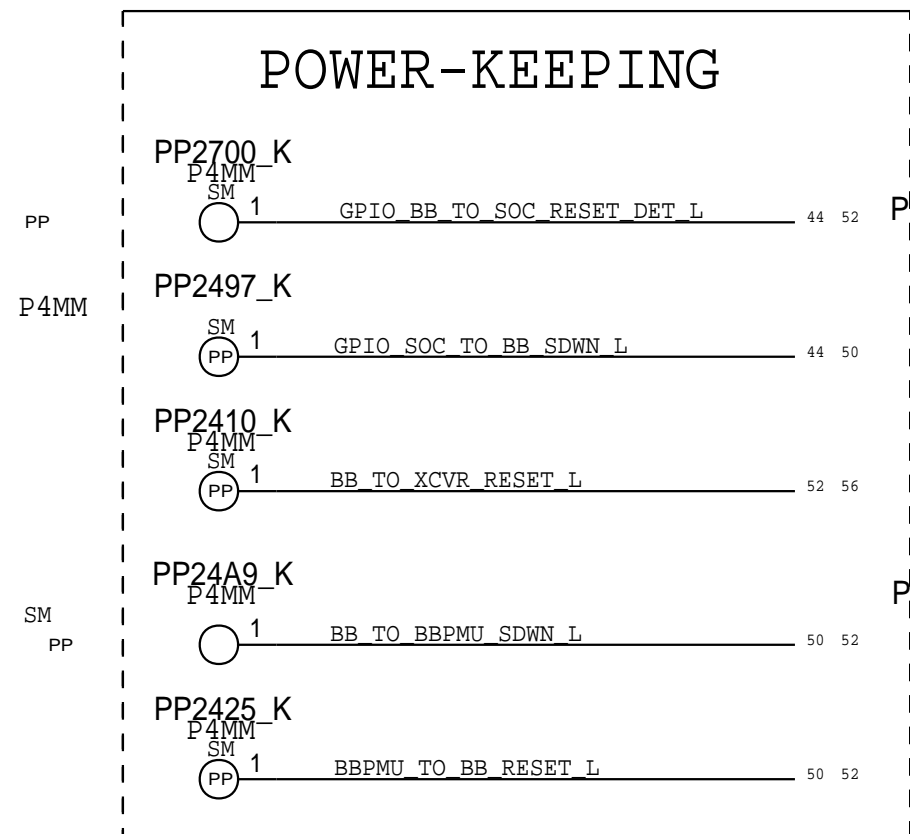 POWER-KEEPING
PP2700_K
P4MM
SM
PP
1
GPIO_BB_TO_SOC_RESET_DET_L
44 52
P
P4MM
PP2497_K
SM
PP
1
GPIO_SOC_TO_BB_SDWN_L
44 50
PP2410_K
P4MM
SM
PP
1
BB_TO_XCVR_RESET_L
52 56
PP24A9_K
P4MM
P
SM
PP
1
BB_TO_BBPMU_SDWN_L
50 52
PP2425_K
P4MM
SM
PP
1
BBPMU_TO_BB_RESET_L
50 52